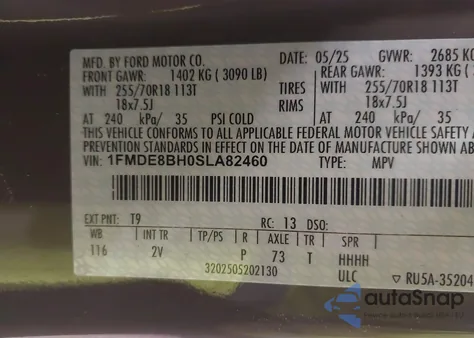 MFD. BY FORD MOTOR CO. DATE: 05/25 GVWR: 2685 KG
FRONT GAWR: 1402 KG ( 3090 LB) REAR GAWR: 1393 KG (
WITH 255/70R18 113T TIRES WITH 255/70R18 113T
18x7.5J RIMS 18x7.5J
AT 240 kPa/ 35 PSI COLD AT 240 kPa/ 35
THIS VEHICLE CONFORMS TO ALL APPLICABLE FEDERAL MOTOR VEHICLE SAFETY
PREVENTION STANDARDS IN EFFECT ON THE DATE OF MANUFACTURE
VIN: 1FMDE8BH0SLA82460 TYPE: MPV
EXT PNT: T9 RC: 13 DSO:
WB INT TR TP/PS R AXLE TR SPR
116 2V P 73 T HHHH
3202505202130 ULC ▽ RU5A-35204
autoSnap